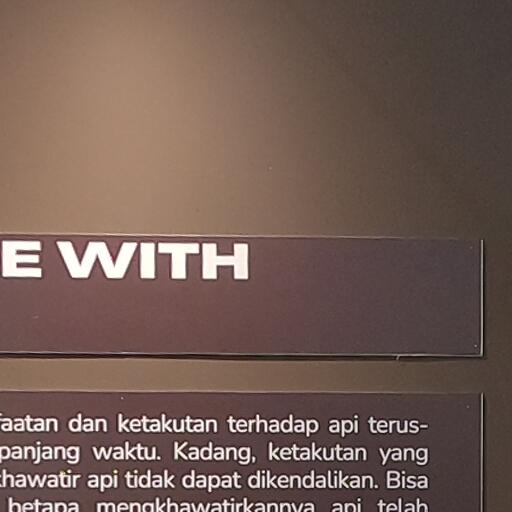 E WITH
faatan dan ketakutan terhadap api terus-
panjang waktu. Kadang, ketakutan yang
khawatir api tidak dapat dikendalikan. Bisa
betapa mengkhawatirkannya api telah